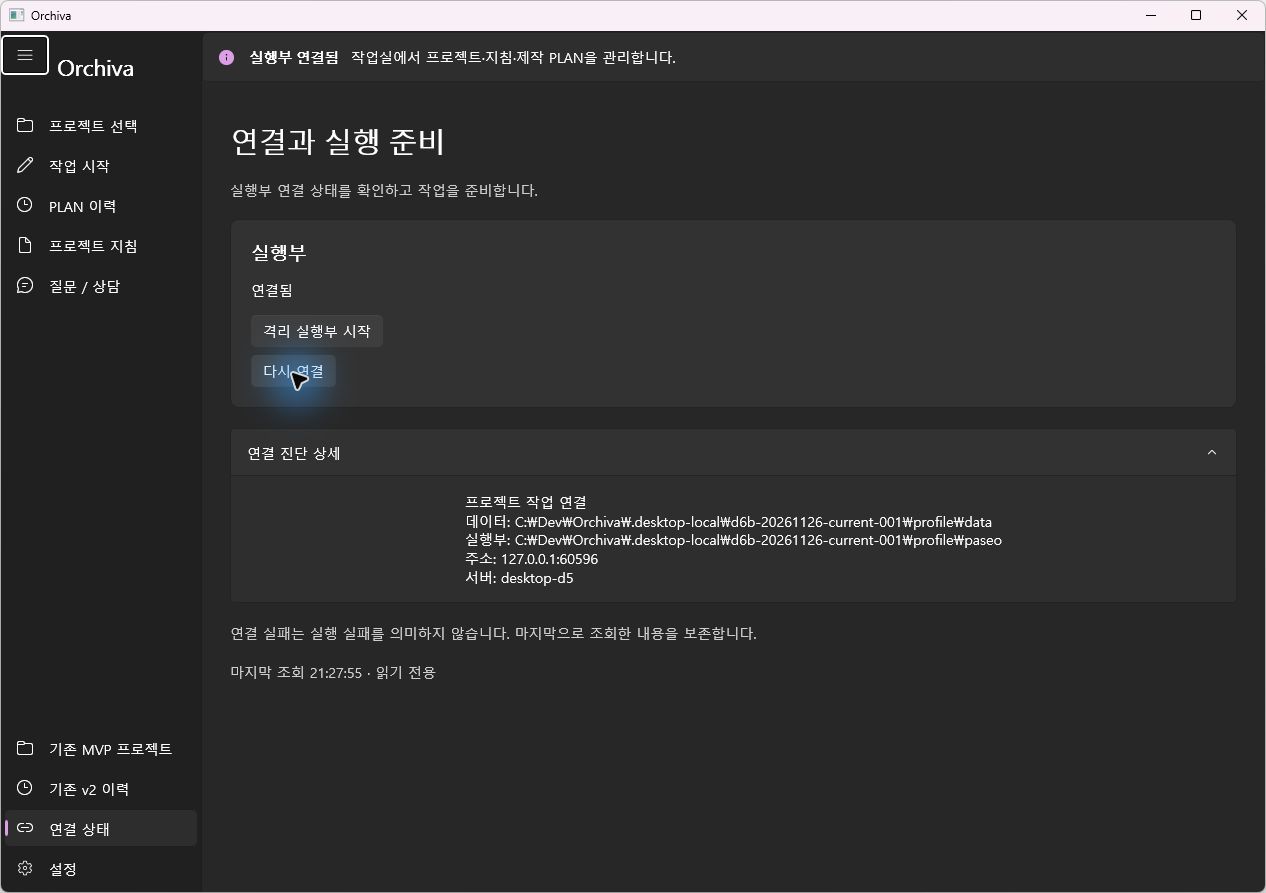 Orchiva
Orchiva
실행부 연결됨 작업실에서 프로젝트·지침·제작 PLAN을 관리합니다.
프로젝트 선택
작업 시작
PLAN 이력
프로젝트 지침
질문 / 상담
연결과 실행 준비
실행부 연결 상태를 확인하고 작업을 준비합니다.
실행부
연결됨
격리 실행부 시작
다시 연결
연결 진단 상세
프로젝트 작업 연결
데이터: C:₩Dev₩Orchiva₩.desktop-local₩d6b-20261126-current-001₩profile₩data
실행부: C:₩Dev₩Orchiva₩.desktop-local₩d6b-20261126-current-001₩profile₩paseo
주소: 127.0.0.1:60596
서버: desktop-d5
연결 실패는 실행 실패를 의미하지 않습니다. 마지막으로 조회한 내용을 보존합니다.
마지막 조회 21:27:55 · 읽기 전용
기존 MVP 프로젝트
기존 v2 이력
연결 상태
설정